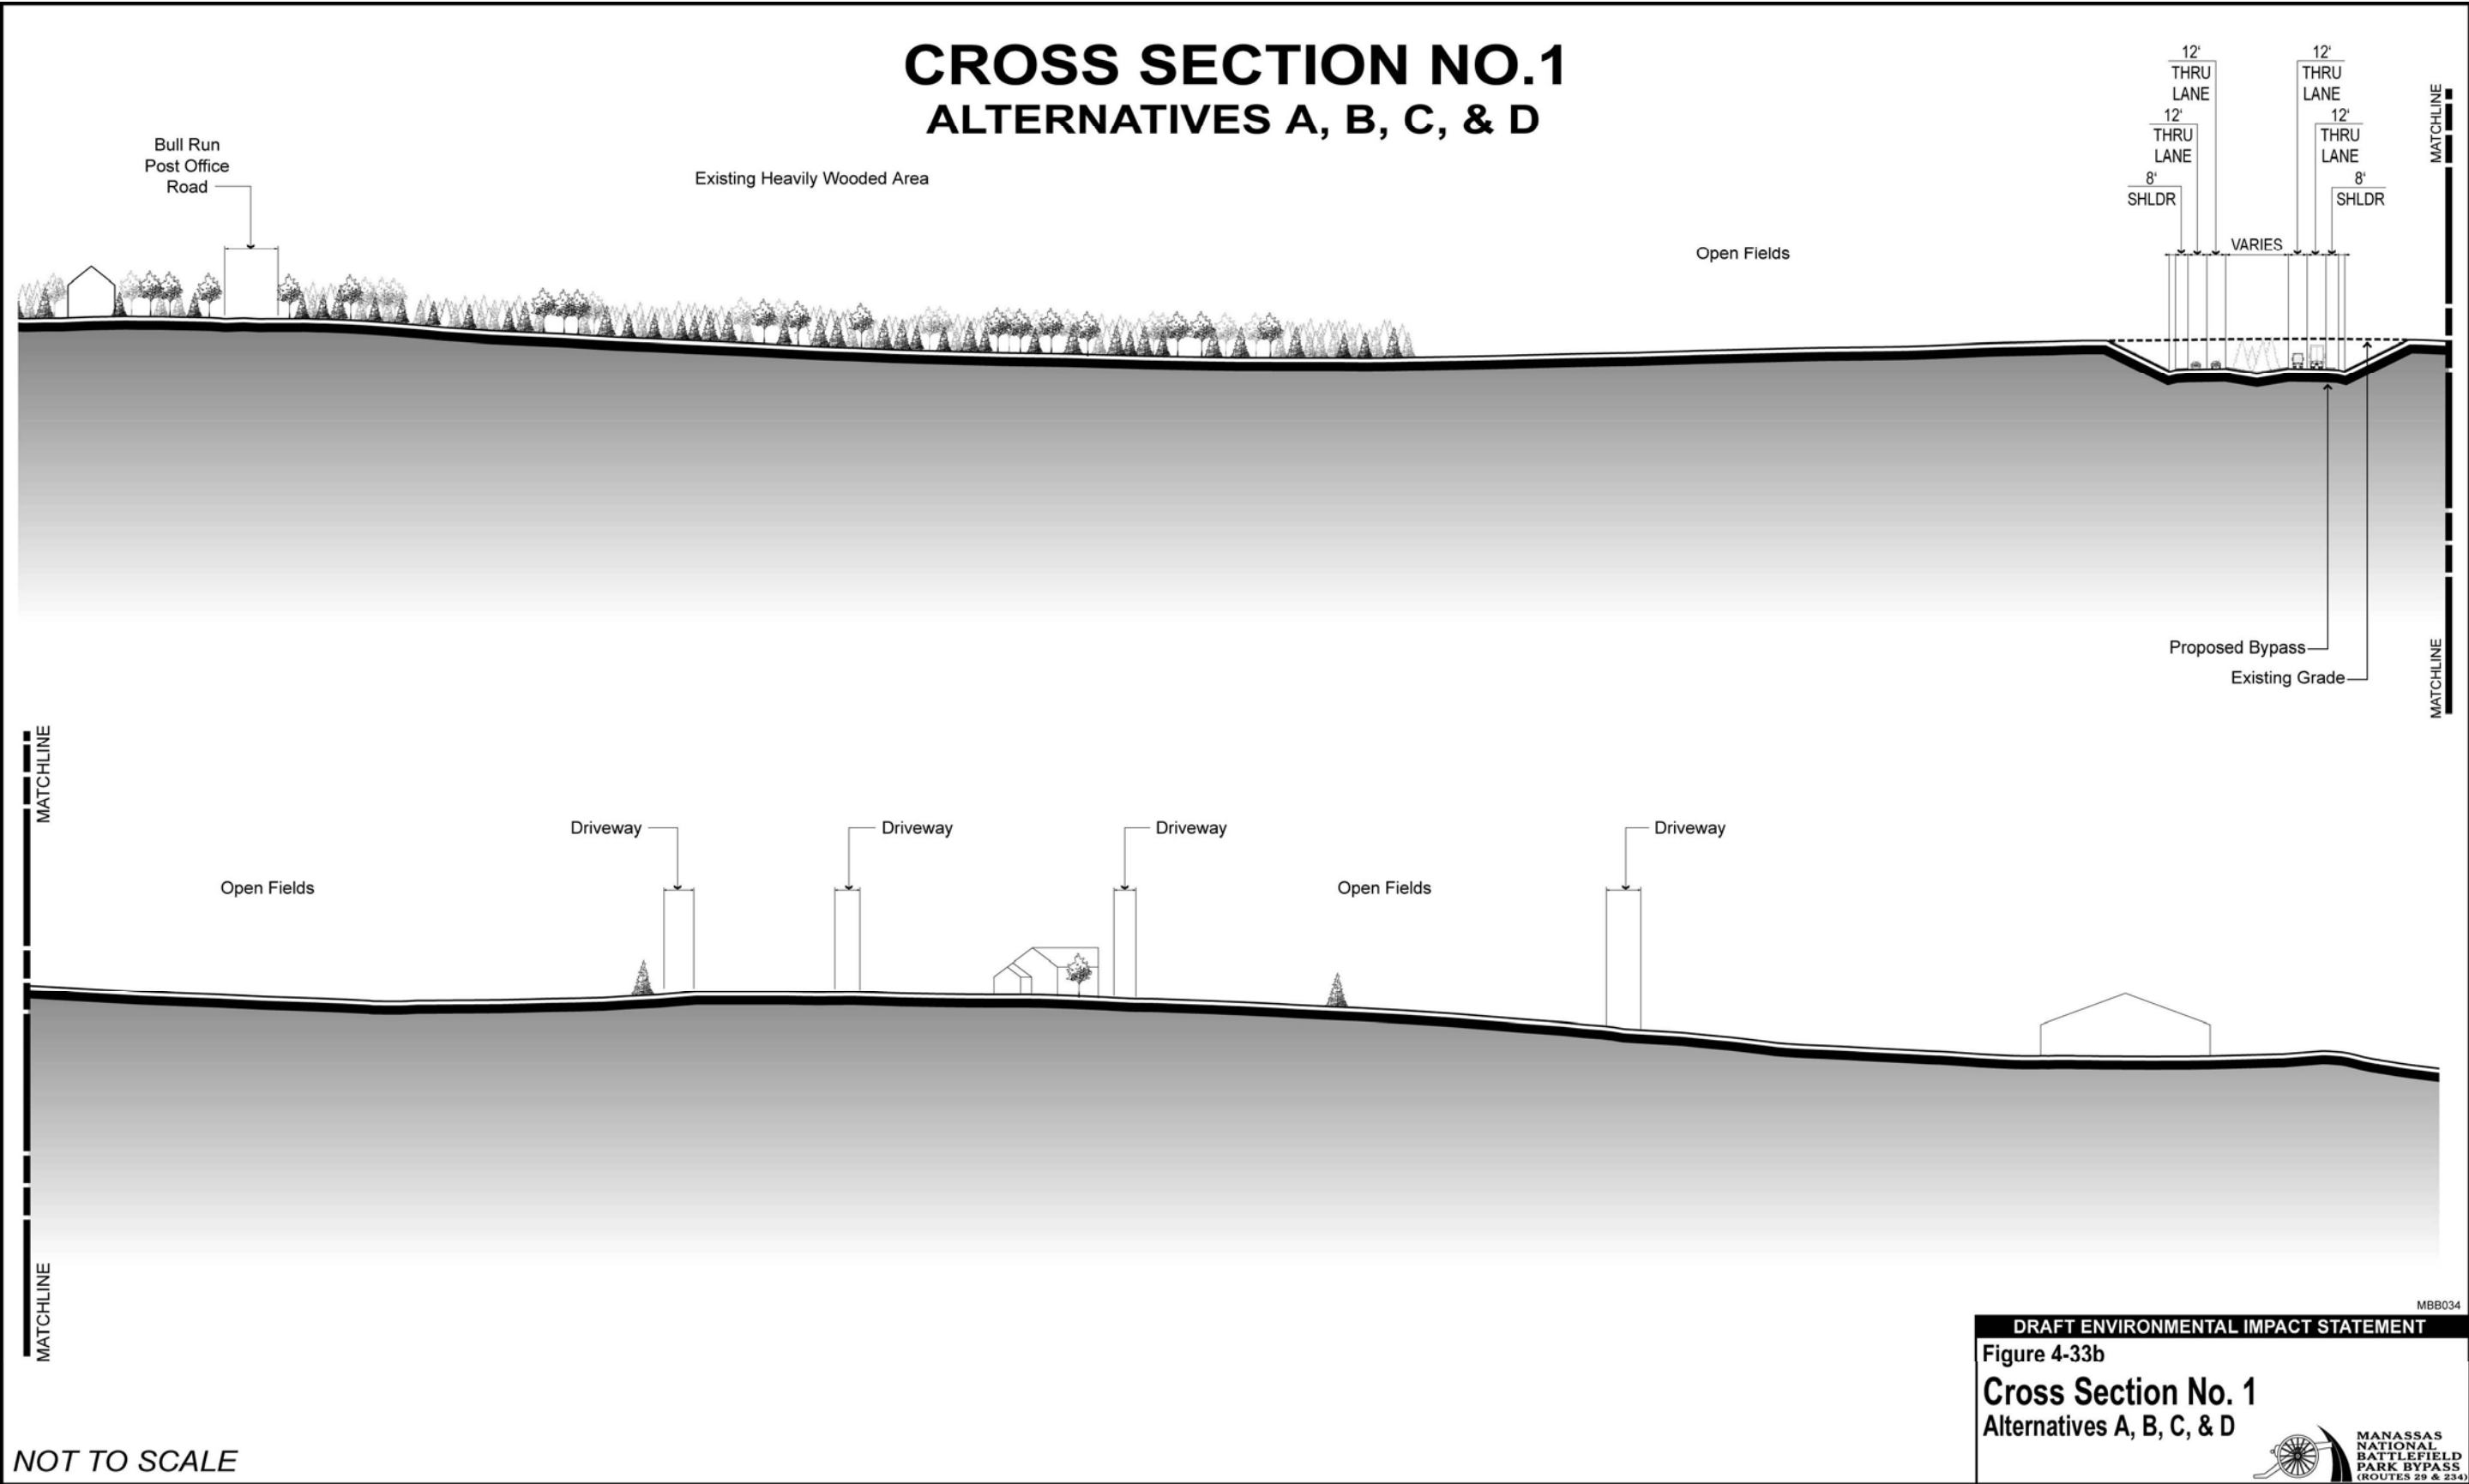 CROSS SECTION NO.1
ALTERNATIVES A, B, C, & D
Bull Run
Post Office
Road
Existing Heavily Wooded Area
Open Fields
12'
THRU
LANE
12'
THRU
LANE
8'
SHLDR
VARIES
12'
THRU
LANE
12'
THRU
LANE
8'
SHLDR
MATCHLINE
Proposed Bypass
Existing Grade
MATCHLINE
MATCHLINE
Driveway
Driveway
Driveway
Driveway
Open Fields
Open Fields
MATCHLINE
MBB034
DRAFT ENVIRONMENTAL IMPACT STATEMENT
Figure 4-33b
Cross Section No. 1
Alternatives A, B, C, & D
MANASSAS
NATIONAL
BATTLEFIELD
PARK BYPASS
(ROUTES 29 & 234)
NOT TO SCALE